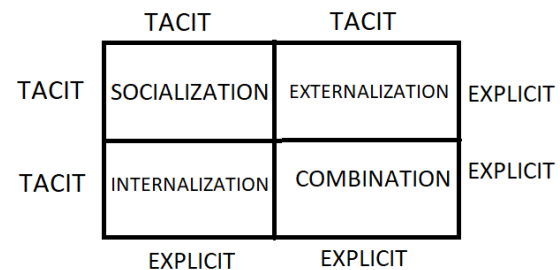 TACIT TACIT
TACIT SOCIALIZATION EXTERNALIZATION EXPLICIT
TACIT INTERNALIZATION COMBINATION EXPLICIT
EXPLICIT EXPLICIT